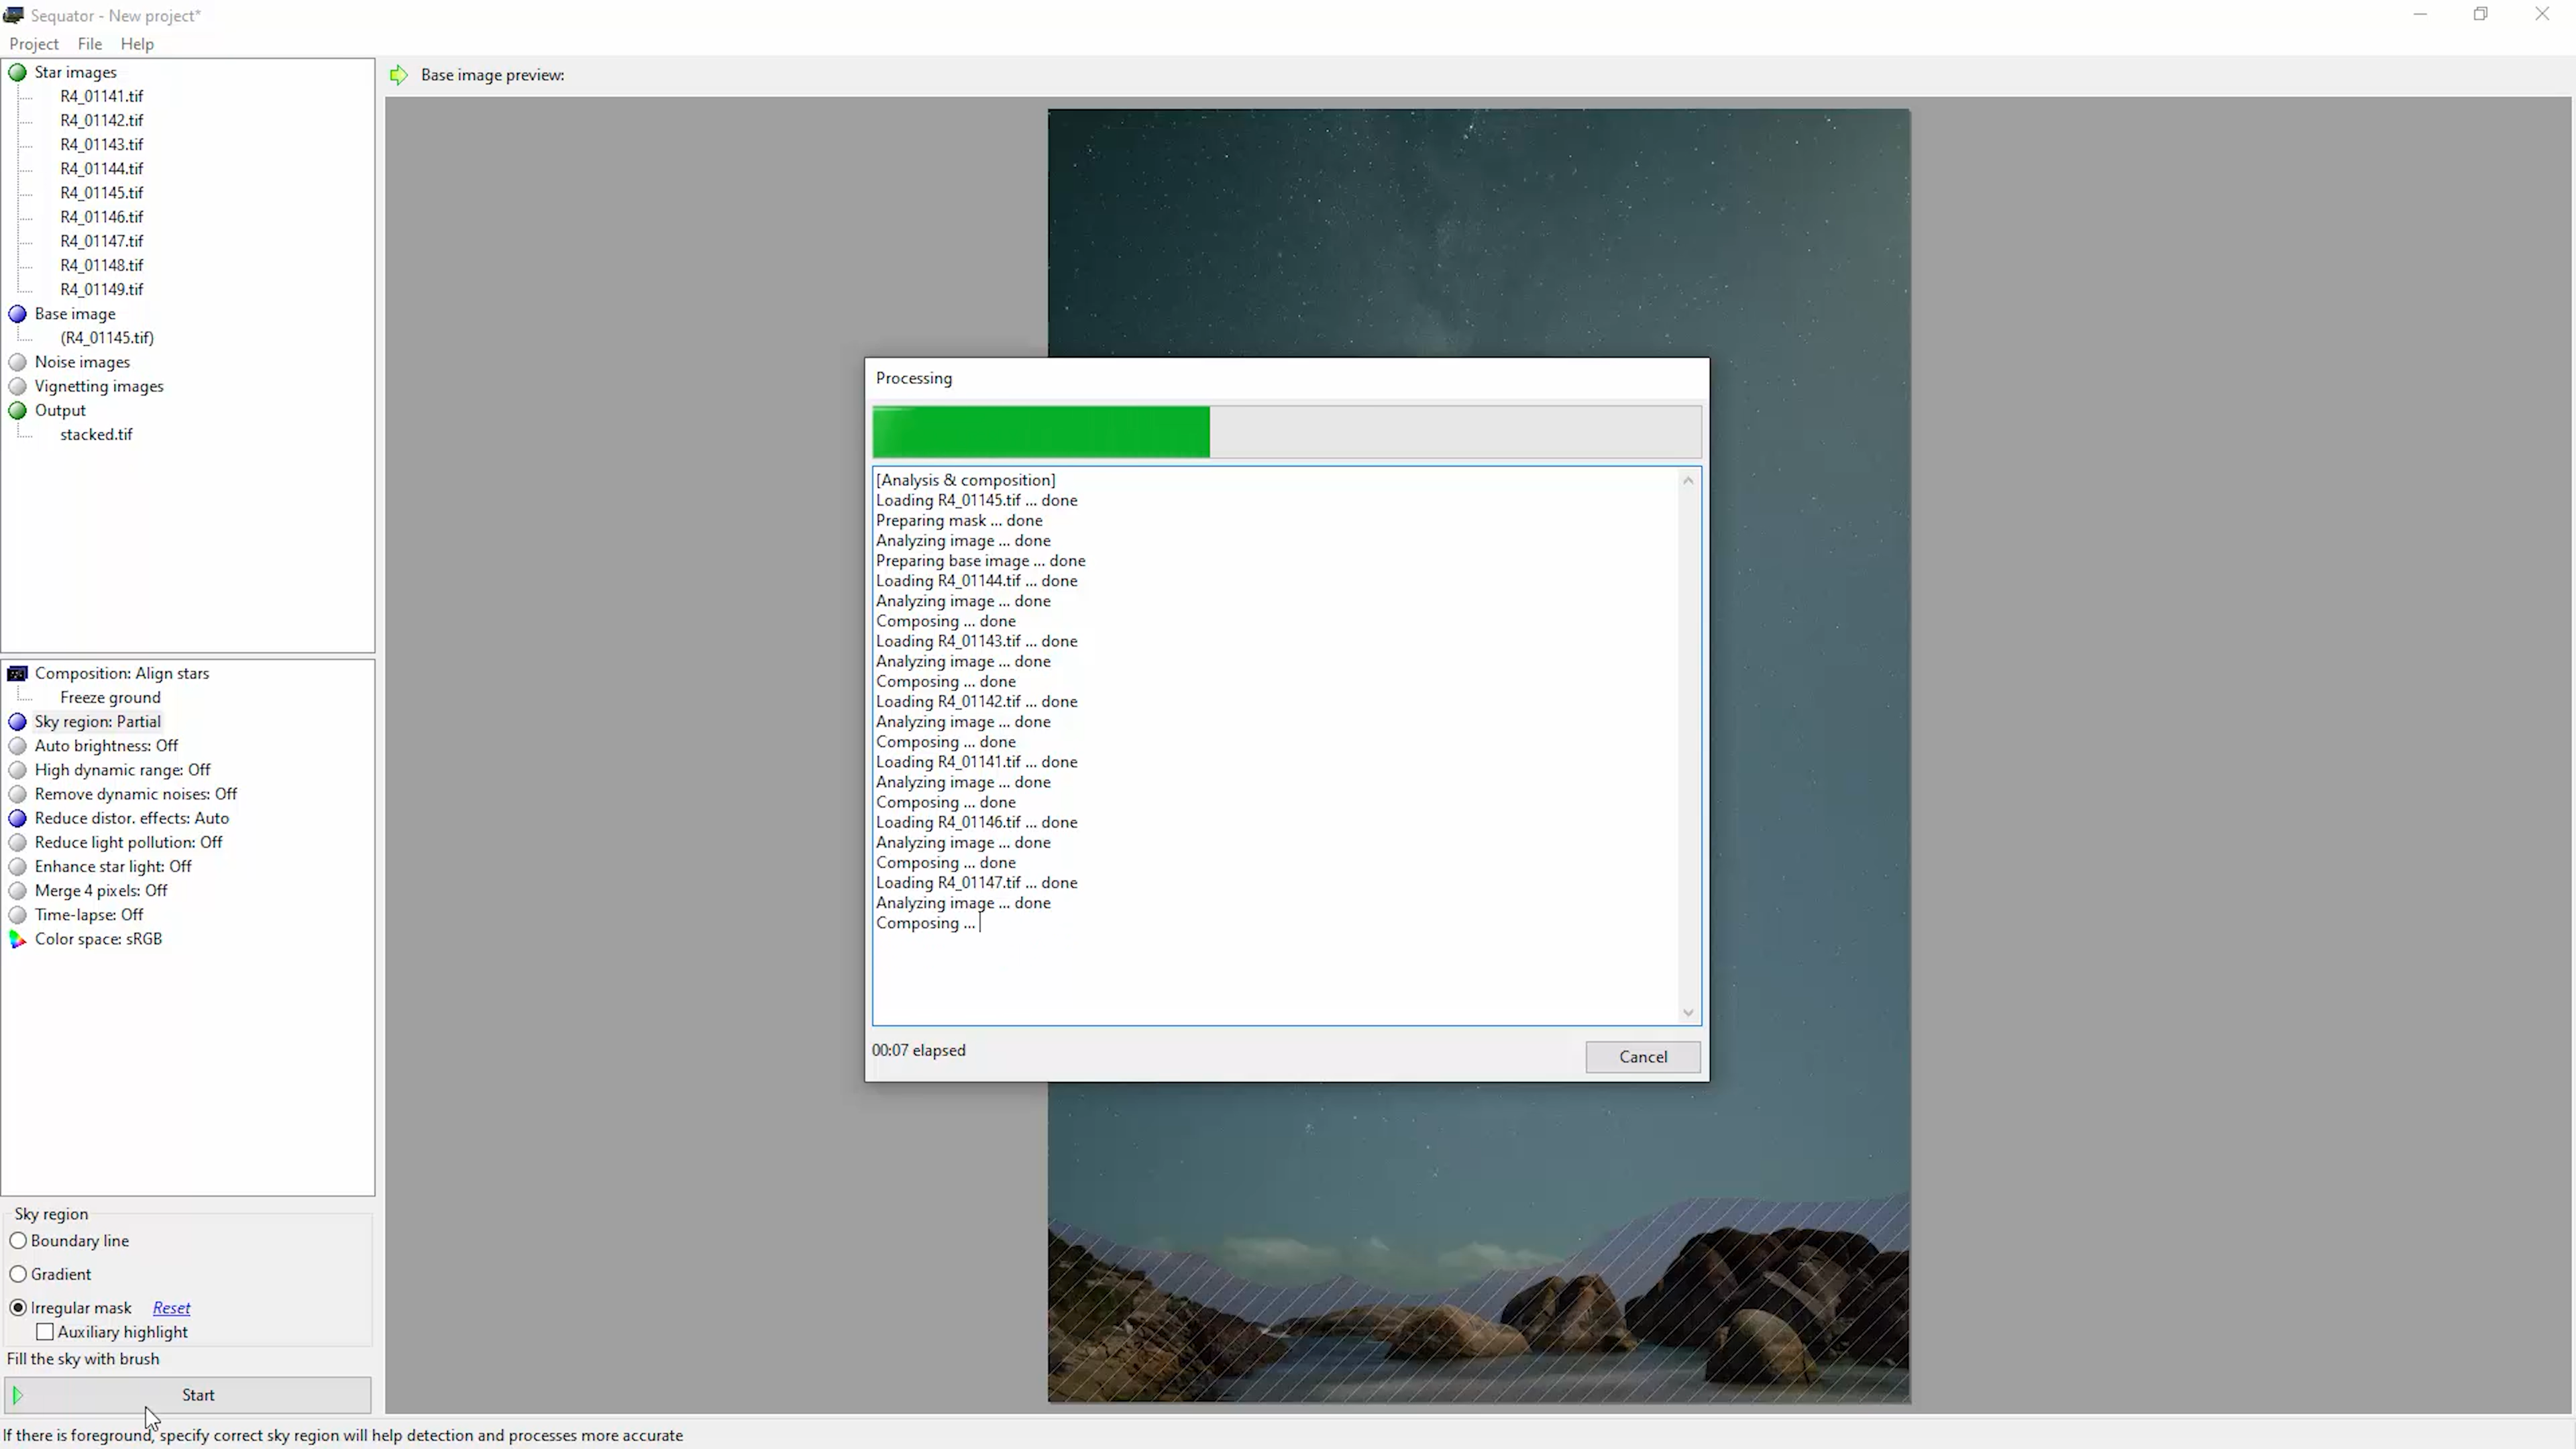 Sequator - New project*
Project File Help
Star images
R4_01141.tif
R4_01142.tif
R4_01143.tif
R4_01144.tif
R4_01145.tif
R4_01146.tif
R4_01147.tif
R4_01148.tif
R4_01149.tif
Base image
(R4_01145.tif)
Noise images
Vignetting images
Output
stacked.tif
Composition: Align stars
Freeze ground
Sky region: Partial
Auto brightness: Off
High dynamic range: Off
Remove dynamic noises: Off
Reduce distor. effects: Auto
Reduce light pollution: Off
Enhance star light: Off
Merge 4 pixels: Off
Time-lapse: Off
Color space: sRGB
Sky region
Boundary line
Gradient
Irregular mask Reset
Auxiliary highlight
Fill the sky with brush
Start
Base image preview:
Processing
[Analysis & composition]
Loading R4_01145.tif ... done
Preparing mask ... done
Analyzing image ... done
Preparing base image ... done
Loading R4_01144.tif ... done
Analyzing image ... done
Composing ... done
Loading R4_01143.tif ... done
Analyzing image ... done
Composing ... done
Loading R4_01142.tif ... done
Analyzing image ... done
Composing ... done
Loading R4_01141.tif ... done
Analyzing image ... done
Composing ... done
Loading R4_01146.tif ... done
Analyzing image ... done
Composing ... done
Loading R4_01147.tif ... done
Analyzing image ... done
Composing ...
00:07 elapsed
Cancel
If there is foreground, specify correct sky region will help detection and processes more accurate